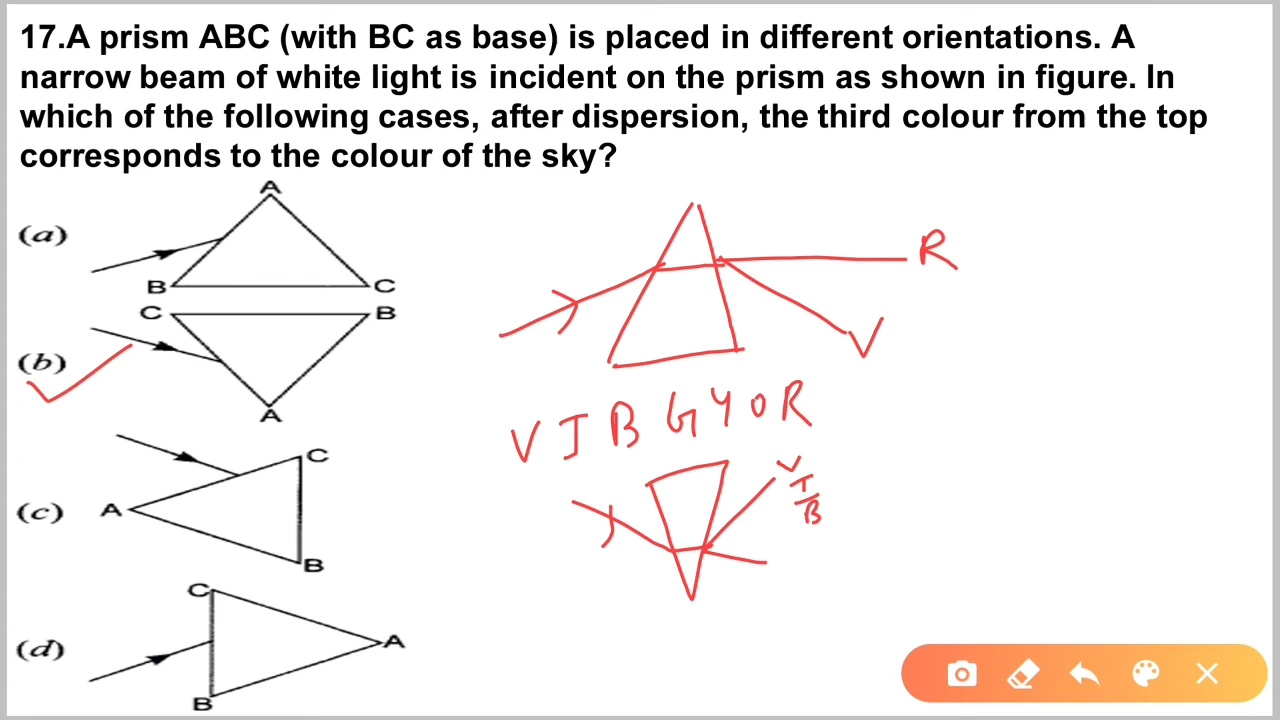 17.A prism ABC (with BC as base) is placed in different orientations. A
narrow beam of white light is incident on the prism as shown in figure. In
which of the following cases, after dispersion, the third colour from the top
corresponds to the colour of the sky?
(a)
A
B
C
(b)
C
B
A
(c)
A
C
B
(d)
C
A
B
R
V
V I B G Y O R
V
I
B